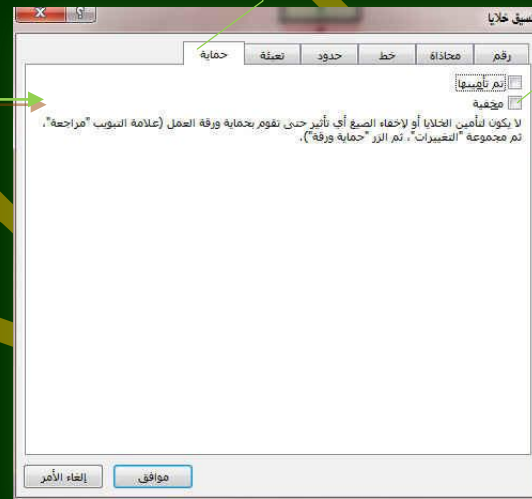 نسيق خلايا
رقم محاذاة خط حدود تعبئة حماية
تم تأمينها
مخفية
لا يكون لتأمين الخلايا أو لإخفاء الصيغ أي تأثير حتى تقوم بحماية ورقة العمل (علامة التبويب "مراجعة"،
ثم مجموعة "التغييرات"، ثم الزر "حماية ورقة").
موافق إلغاء الأمر